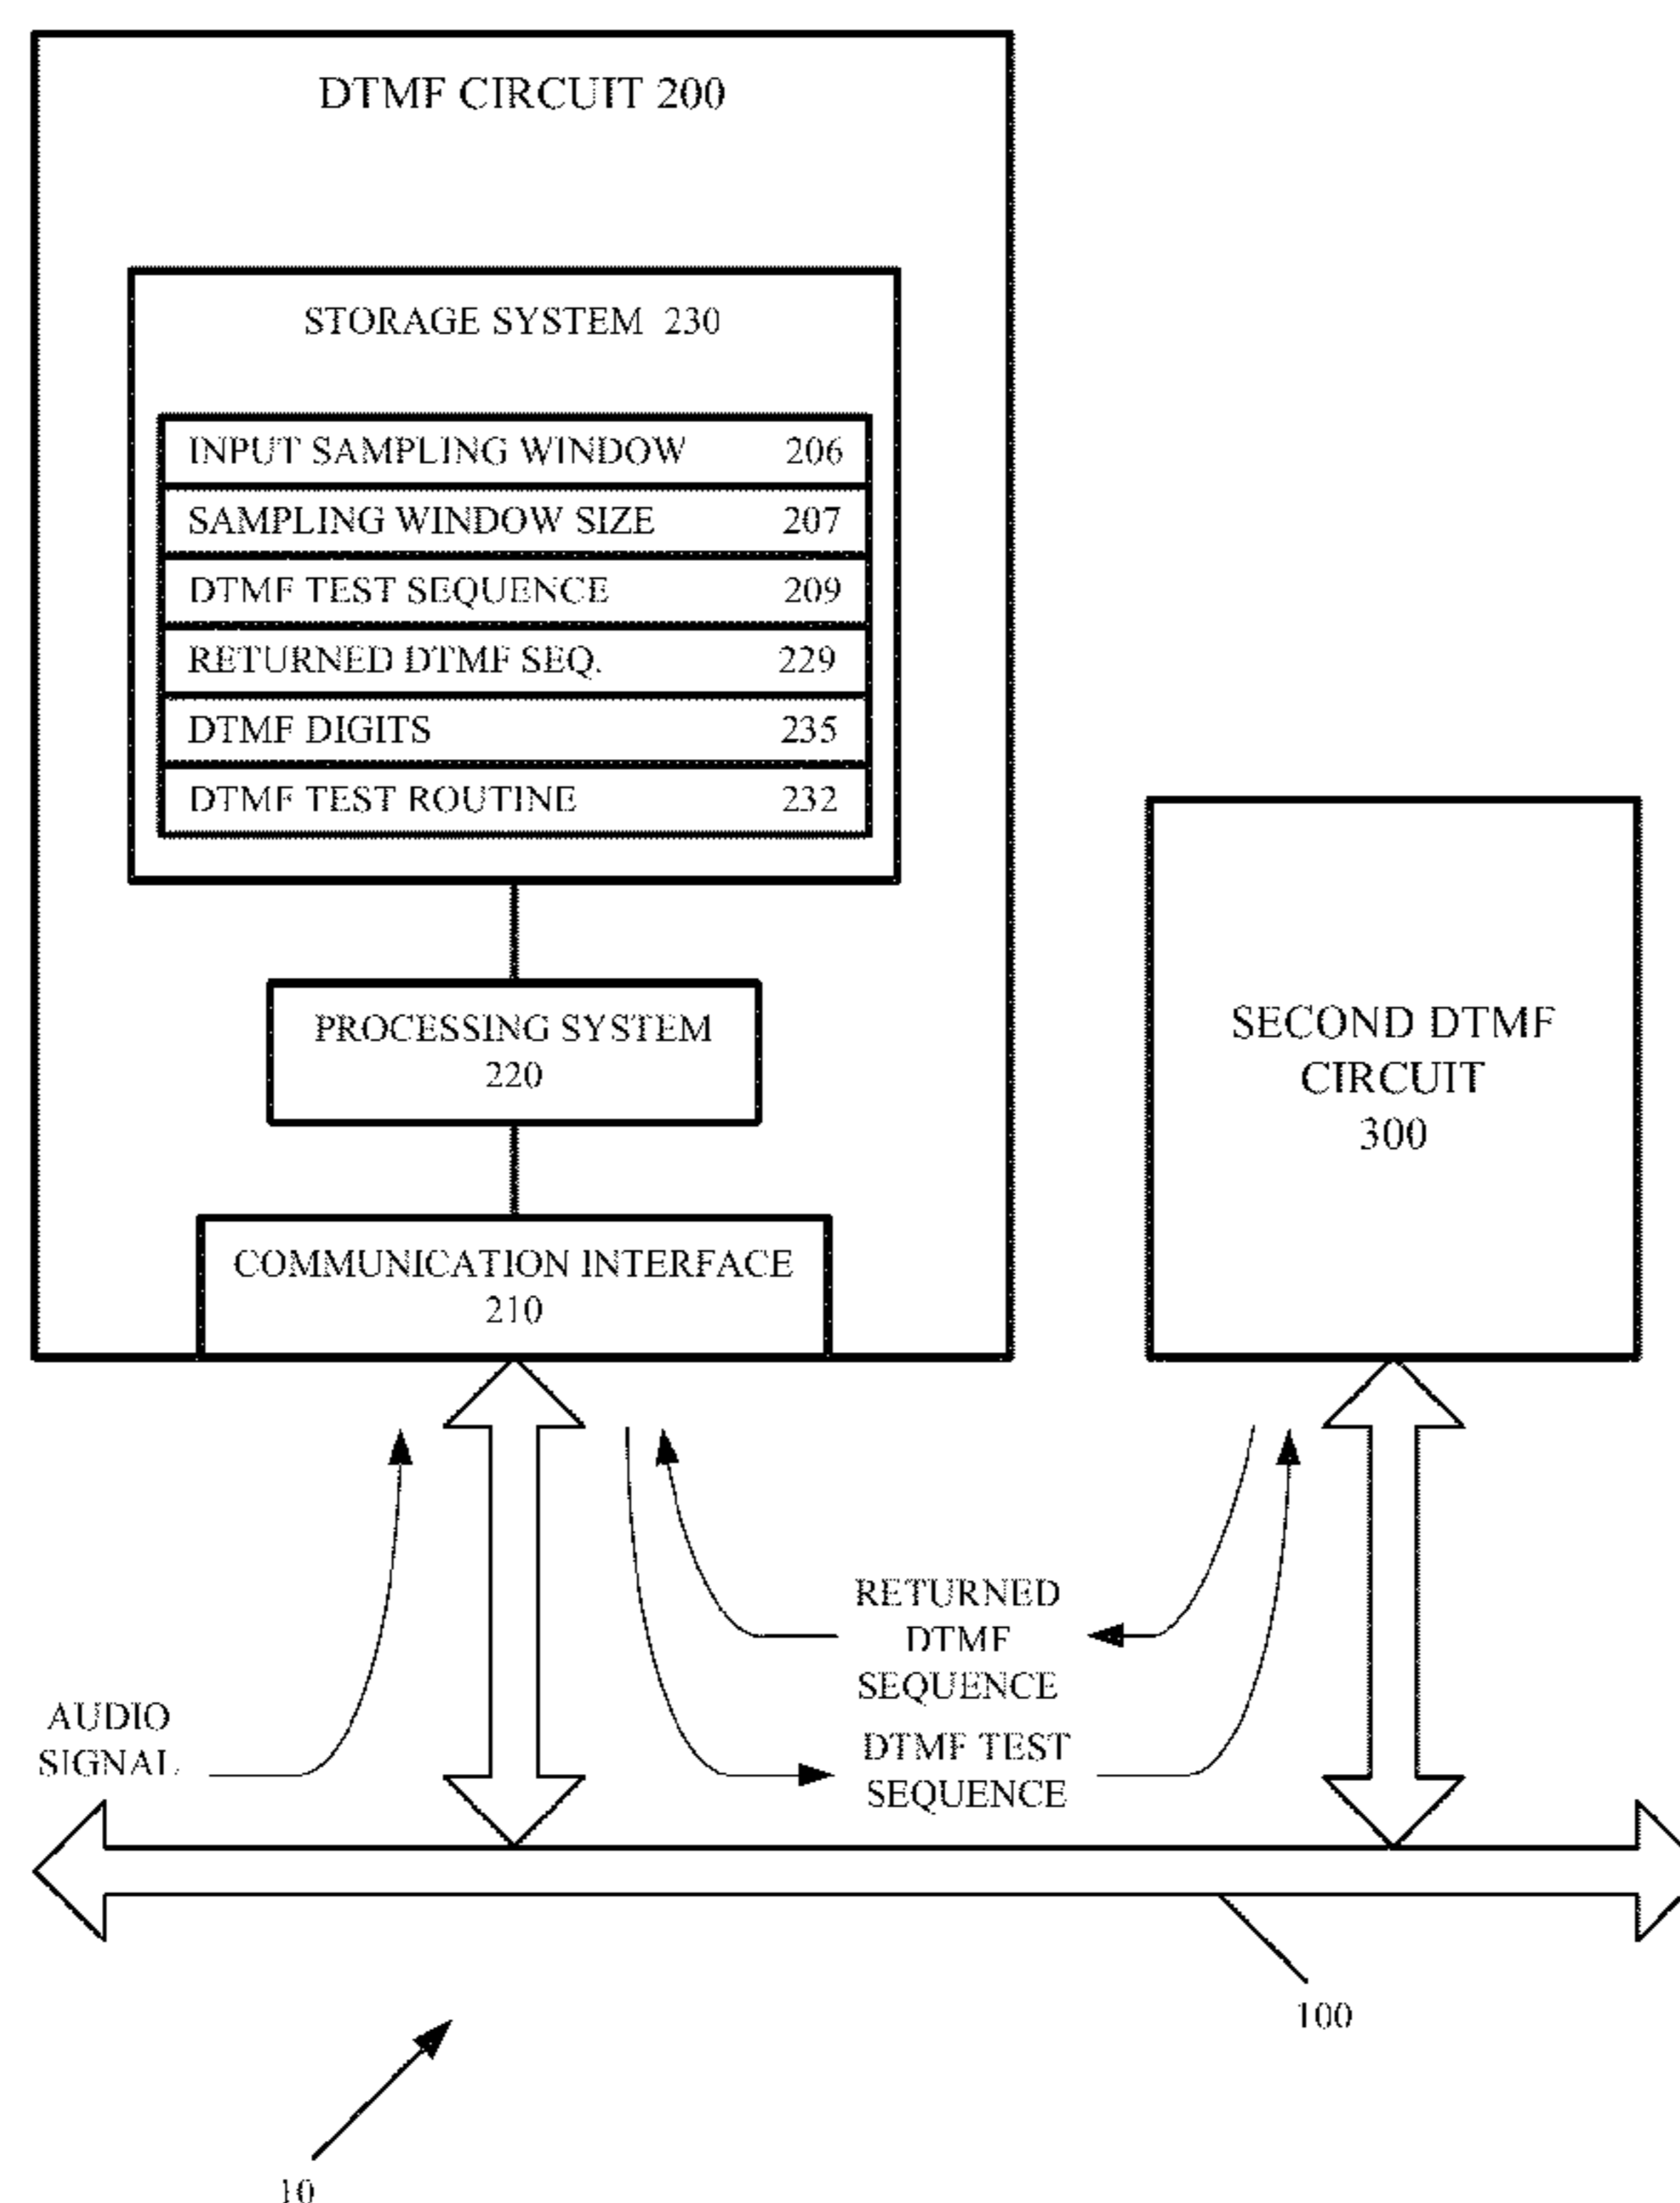 DTMF CIRCUIT 200
STORAGE SYSTEM 230
INPUT SAMPLING WINDOW 206
SAMPLING WINDOW SIZE 207
DTMF TEST SEQUENCE 209
RETURNED DTMF SEQ. 229
DTMF DIGITS 235
DTMF TEST ROUTINE 232
PROCESSING SYSTEM
220
COMMUNICATION INTERFACE
210
SECOND DTMF
CIRCUIT
300
RETURNED
DTMF
SEQUENCE
AUDIO
SIGNAL
DTMF TEST
SEQUENCE
100
10